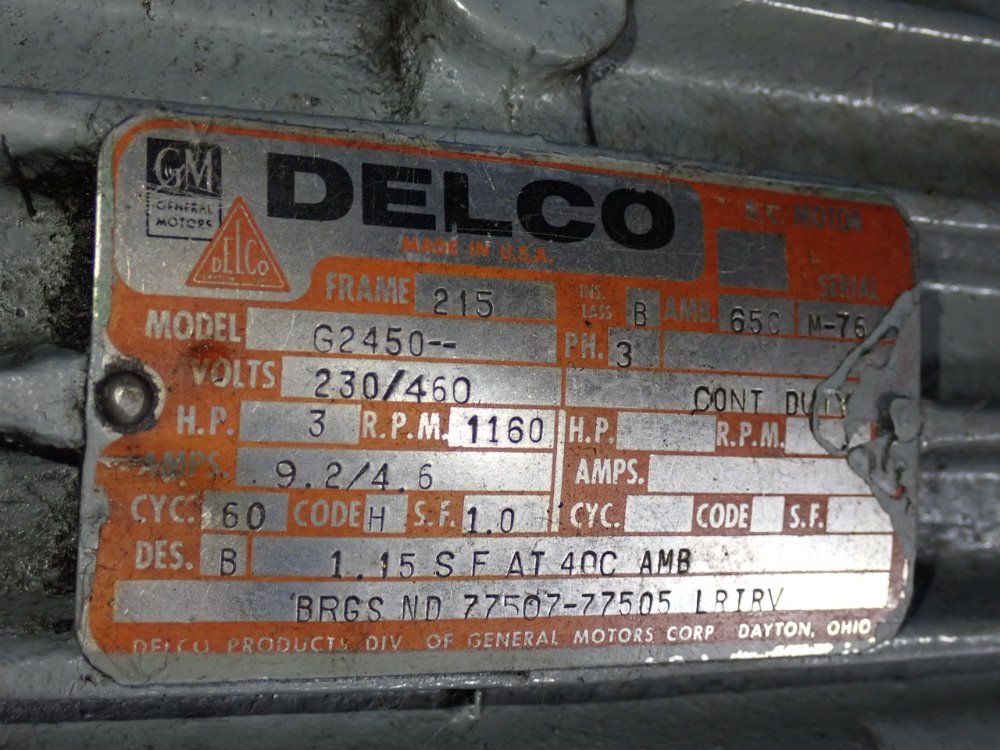 GM
GENERAL
MOTORS
DELCO
DELCO
MADE IN U.S.A.
A.C. MOTOR
FRAME 215 INS. CLASS B AMB. 65C SERIAL M-76
MODEL G2450-- PH. 3
VOLTS 230/460 CONT DUTY
H.P. 3 R.P.M. 1160 H.P. R.P.M.
AMPS. 9.2/4.6 AMPS.
CYC. 60 CODE H S.F. 1.0 CYC. CODE S.F.
DES. B 1.15 S F AT 40C AMB
BRGS ND 77507-77505 LRIRV
DELCO PRODUCTS DIV. OF GENERAL MOTORS CORP DAYTON, OHIO